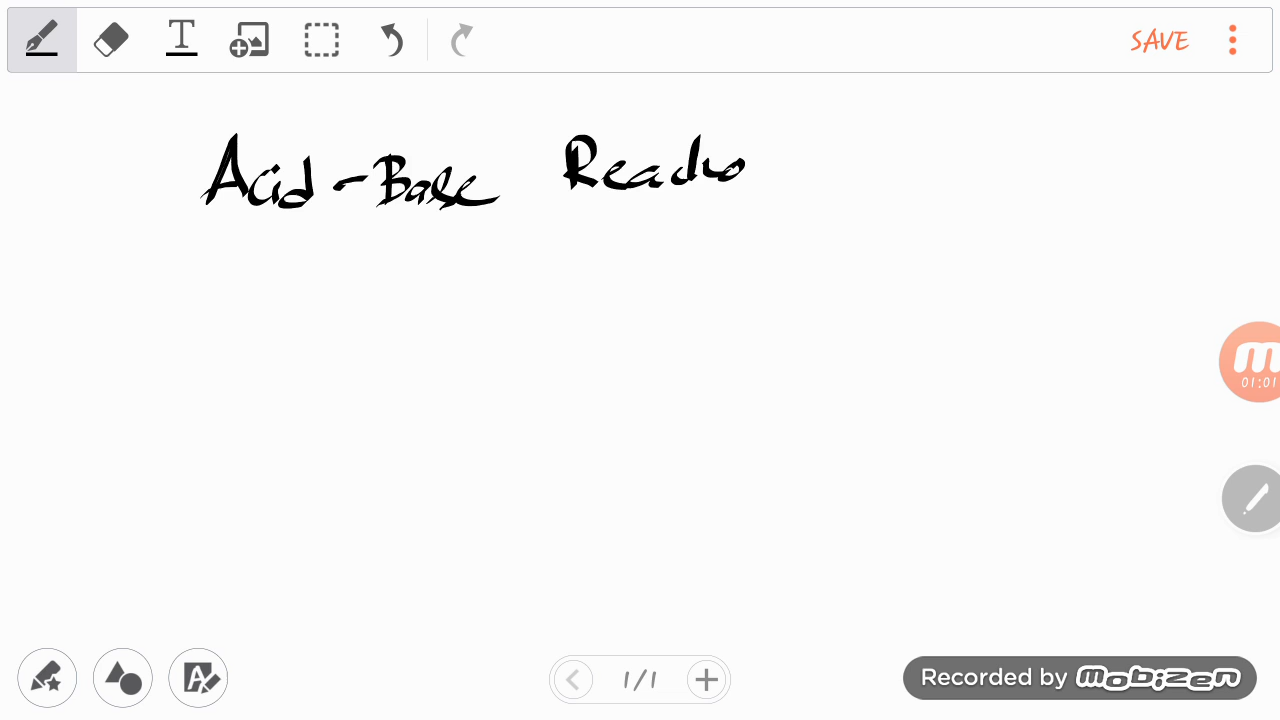 T
SAVE
Acid-Base Reactio
01:01
1/1
Recorded by mobizen